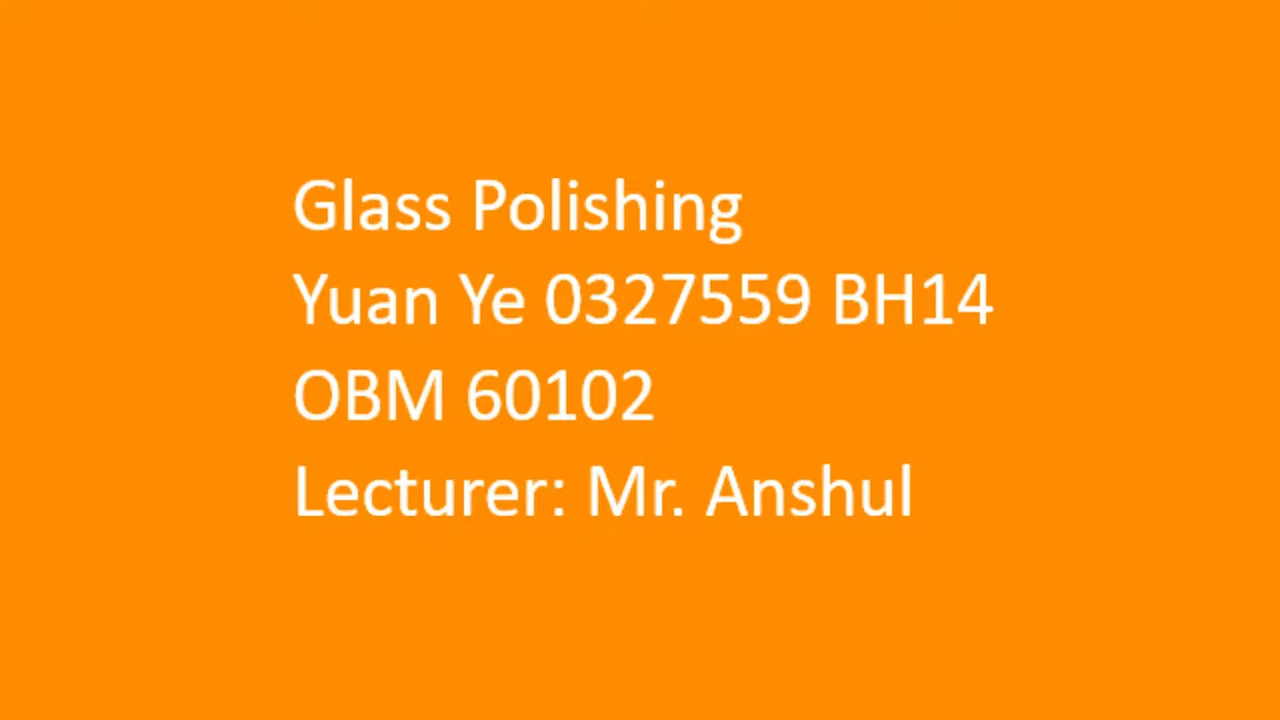 Glass Polishing
Yuan Ye 0327559 BH14
OBM 60102
Lecturer: Mr. Anshul